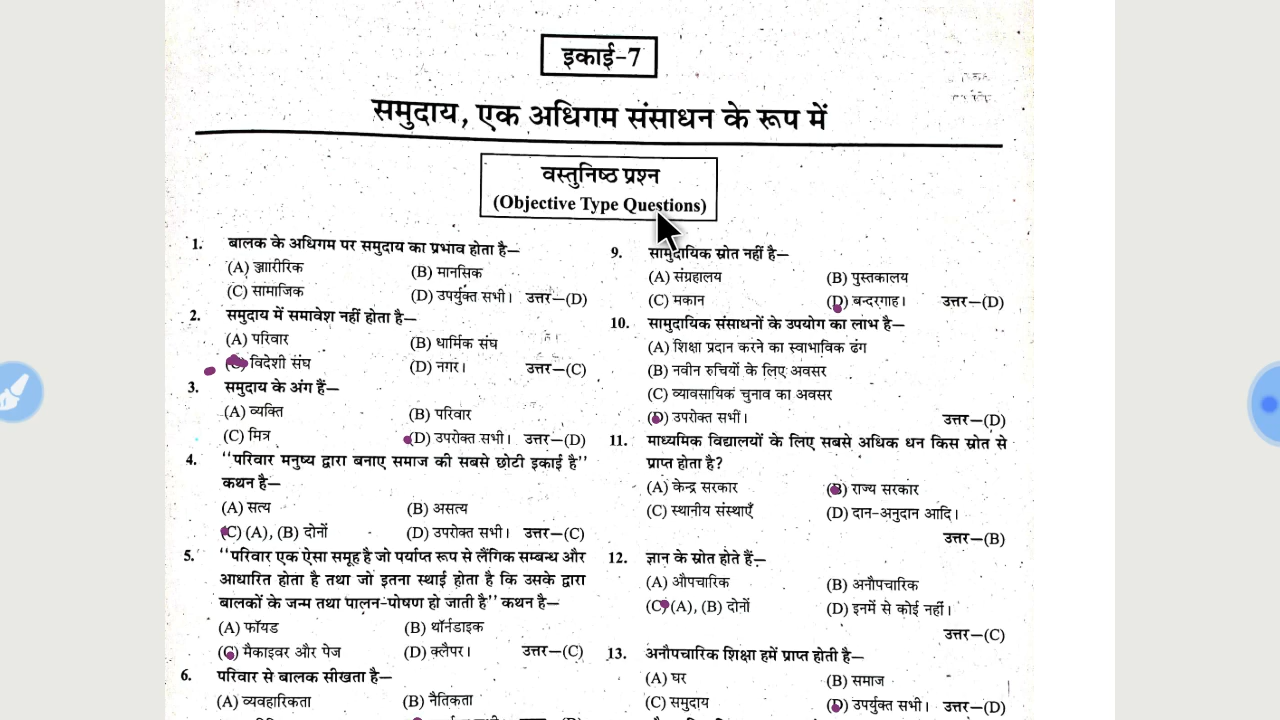 इकाई-7
समुदाय, एक अधिगम संसाधन के रूप में
वस्तुनिष्ठ प्रश्न
(Objective Type Questions)
1. बालक के अधिगम पर समुदाय का प्रभाव होता है—
(A) ञाारीरिक (B) मानसिक
(C) सामाजिक (D) उपर्युक्त सभी। उत्तर—(D)
2. समुदाय में समावेश नहीं होता है—
(A) परिवार (B) धार्मिक संघ
विदेशी संघ (D) नगर। उत्तर—(C)
3. समुदाय के अंग हैं—
(A) व्यक्ति (B) परिवार
(C) मित्र (D) उपरोक्त सभी। उत्तर—(D)
4. ‘‘परिवार मनुष्य द्वारा बनाए समाज की सबसे छोटी इकाई है’’
कथन है—
(A) सत्य (B) असत्य
(C) (A), (B) दोनों (D) उपरोक्त सभी। उत्तर—(C)
5. ‘‘परिवार एक ऐसा समूह है जो पर्याप्त रूप से लैंगिक सम्बन्ध और
आधारित होता है तथा जो इतना स्थाई होता है कि उसके द्वारा
बालकों के जन्म तथा पालन-पोषण हो जाती है’’ कथन है—
(A) फॉयड (B) थॉर्नडाइक
(C) मैकाइवर और पेज (D) क्लैपर। उत्तर—(C)
6. परिवार से बालक सीखता है—
(A) व्यवहारिकता (B) नैतिकता
9. सामुदायिक स्रोत नहीं है—
(A) संग्रहालय (B) पुस्तकालय
(C) मकान (D) बन्दरगाह। उत्तर—(D)
10. सामुदायिक संसाधनों के उपयोग का लाभ है—
(A) शिक्षा प्रदान करने का स्वाभाविक ढंग
(B) नवीन रुचियों के लिए अवसर
(C) व्यावसायिक चुनाव का अवसर
(D) उपरोक्त सभी। उत्तर—(D)
11. माध्यमिक विद्यालयों के लिए सबसे अधिक धन किस स्रोत से
प्राप्त होता है?
(A) केन्द्र सरकार (B) राज्य सरकार
(C) स्थानीय संस्थाएँ (D) दान-अनुदान आदि।
उत्तर—(B)
12. ज्ञान के स्रोत होते हैं—
(A) औपचारिक (B) अनौपचारिक
(C) (A), (B) दोनों (D) इनमें से कोई नहीं।
उत्तर—(C)
13. अनौपचारिक शिक्षा हमें प्राप्त होती है—
(A) घर (B) समाज
(C) समुदाय (D) उपर्युक्त सभी। उत्तर—(D)